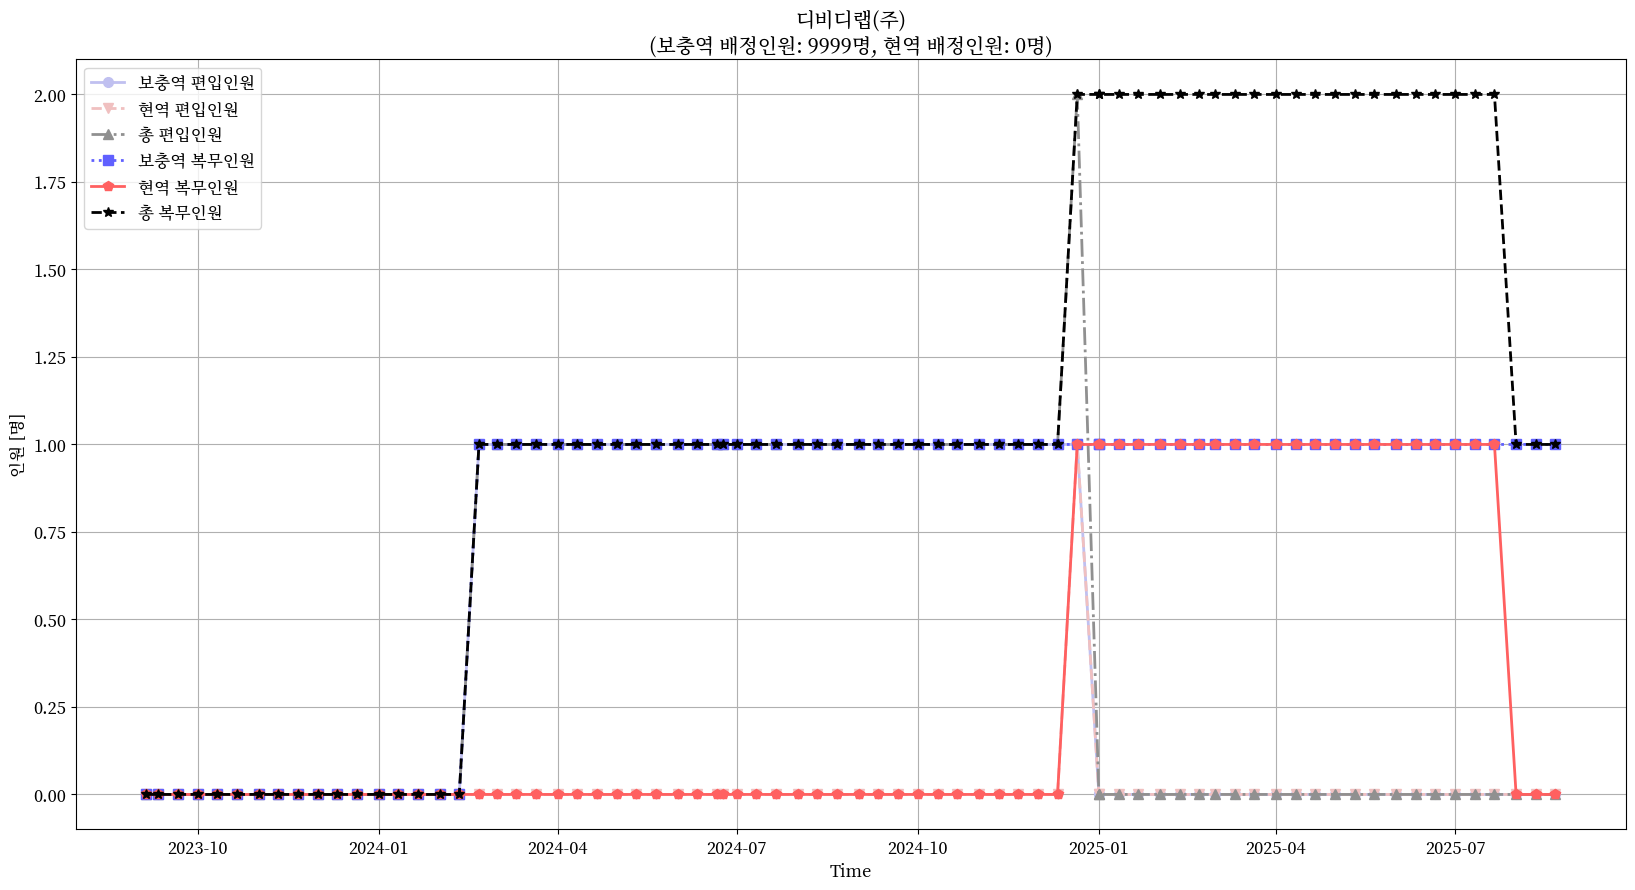 디비디랩(주)
(보충역 배정인원: 9999명, 현역 배정인원: 0명)
보충역 편입인원
현역 편입인원
총 편입인원
보충역 복무인원
현역 복무인원
총 복무인원
2.00
1.75
1.50
1.25
1.00
0.75
0.50
0.25
0.00
인원 [명]
2023-10 2024-01 2024-04 2024-07 2024-10 2025-01 2025-04 2025-07
Time